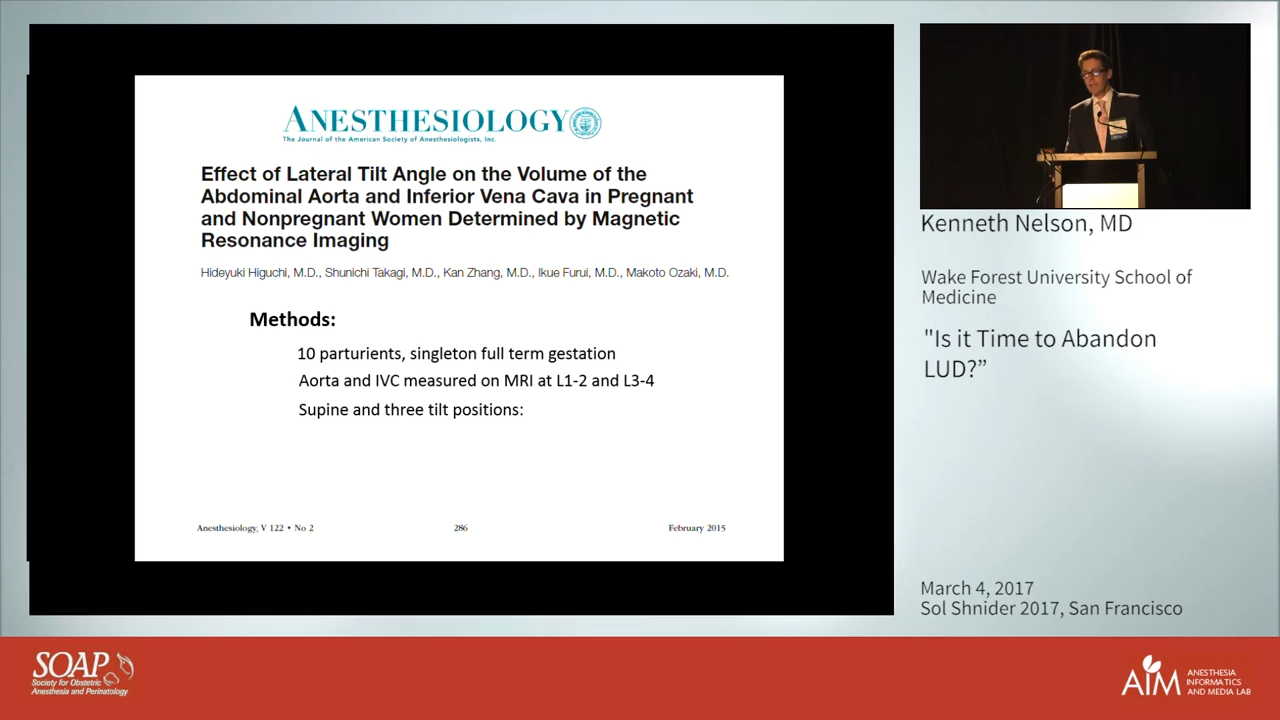 ANESTHESIOLOGY
The Journal of the American Society of Anesthesiologists, Inc.
Effect of Lateral Tilt Angle on the Volume of the
Abdominal Aorta and Inferior Vena Cava in Pregnant
and Nonpregnant Women Determined by Magnetic
Resonance Imaging
Hideyuki Higuchi, M.D., Shunichi Takagi, M.D., Kan Zhang, M.D., Ikue Furui, M.D., Makoto Ozaki, M.D.
Methods:
10 parturients, singleton full term gestation
Aorta and IVC measured on MRI at L1-2 and L3-4
Supine and three tilt positions:
Anesthesiology, V 122 • No 2
286
February 2015
Kenneth Nelson, MD
Wake Forest University School of
Medicine
"Is it Time to Abandon
LUD?”
March 4, 2017
Sol Shnider 2017, San Francisco
SOAP
Society for Obstetric
Anesthesia and Perinatology
AIM
ANESTHESIA
INFORMATICS
AND MEDIA LAB